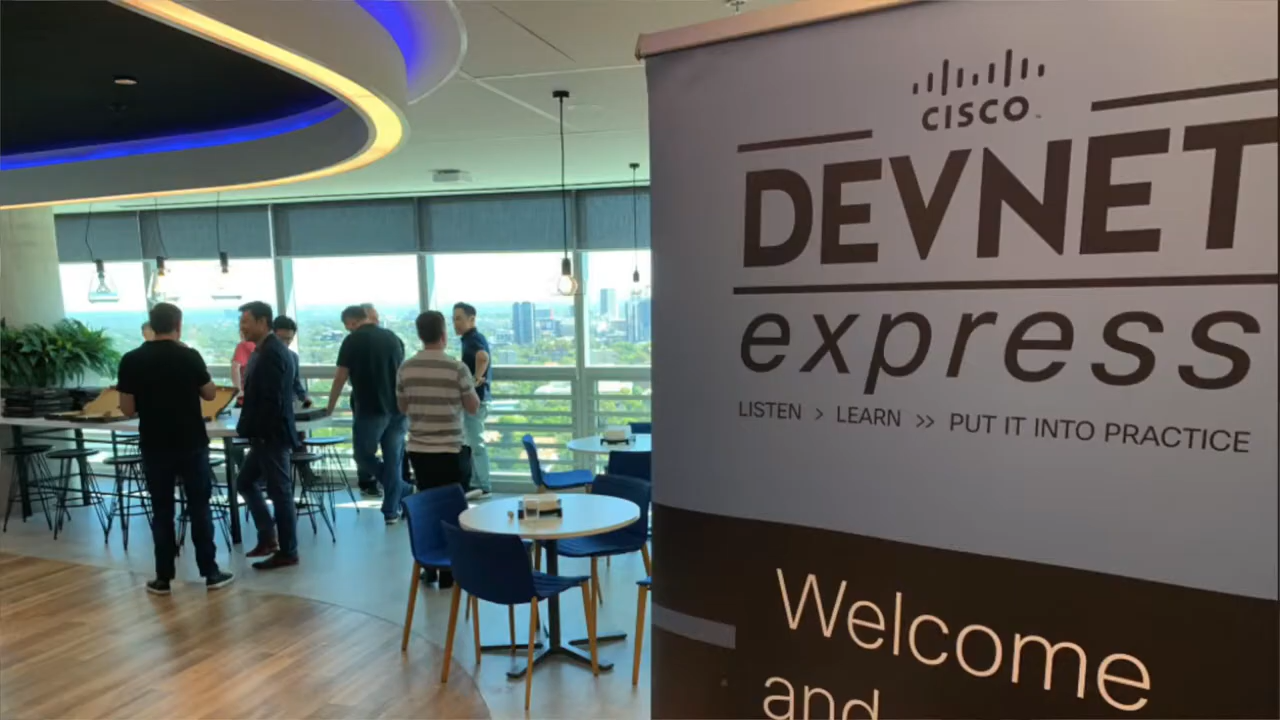 CISCO
DEVNET
express
LISTEN > LEARN >> PUT IT INTO PRACTICE
Welcome
and